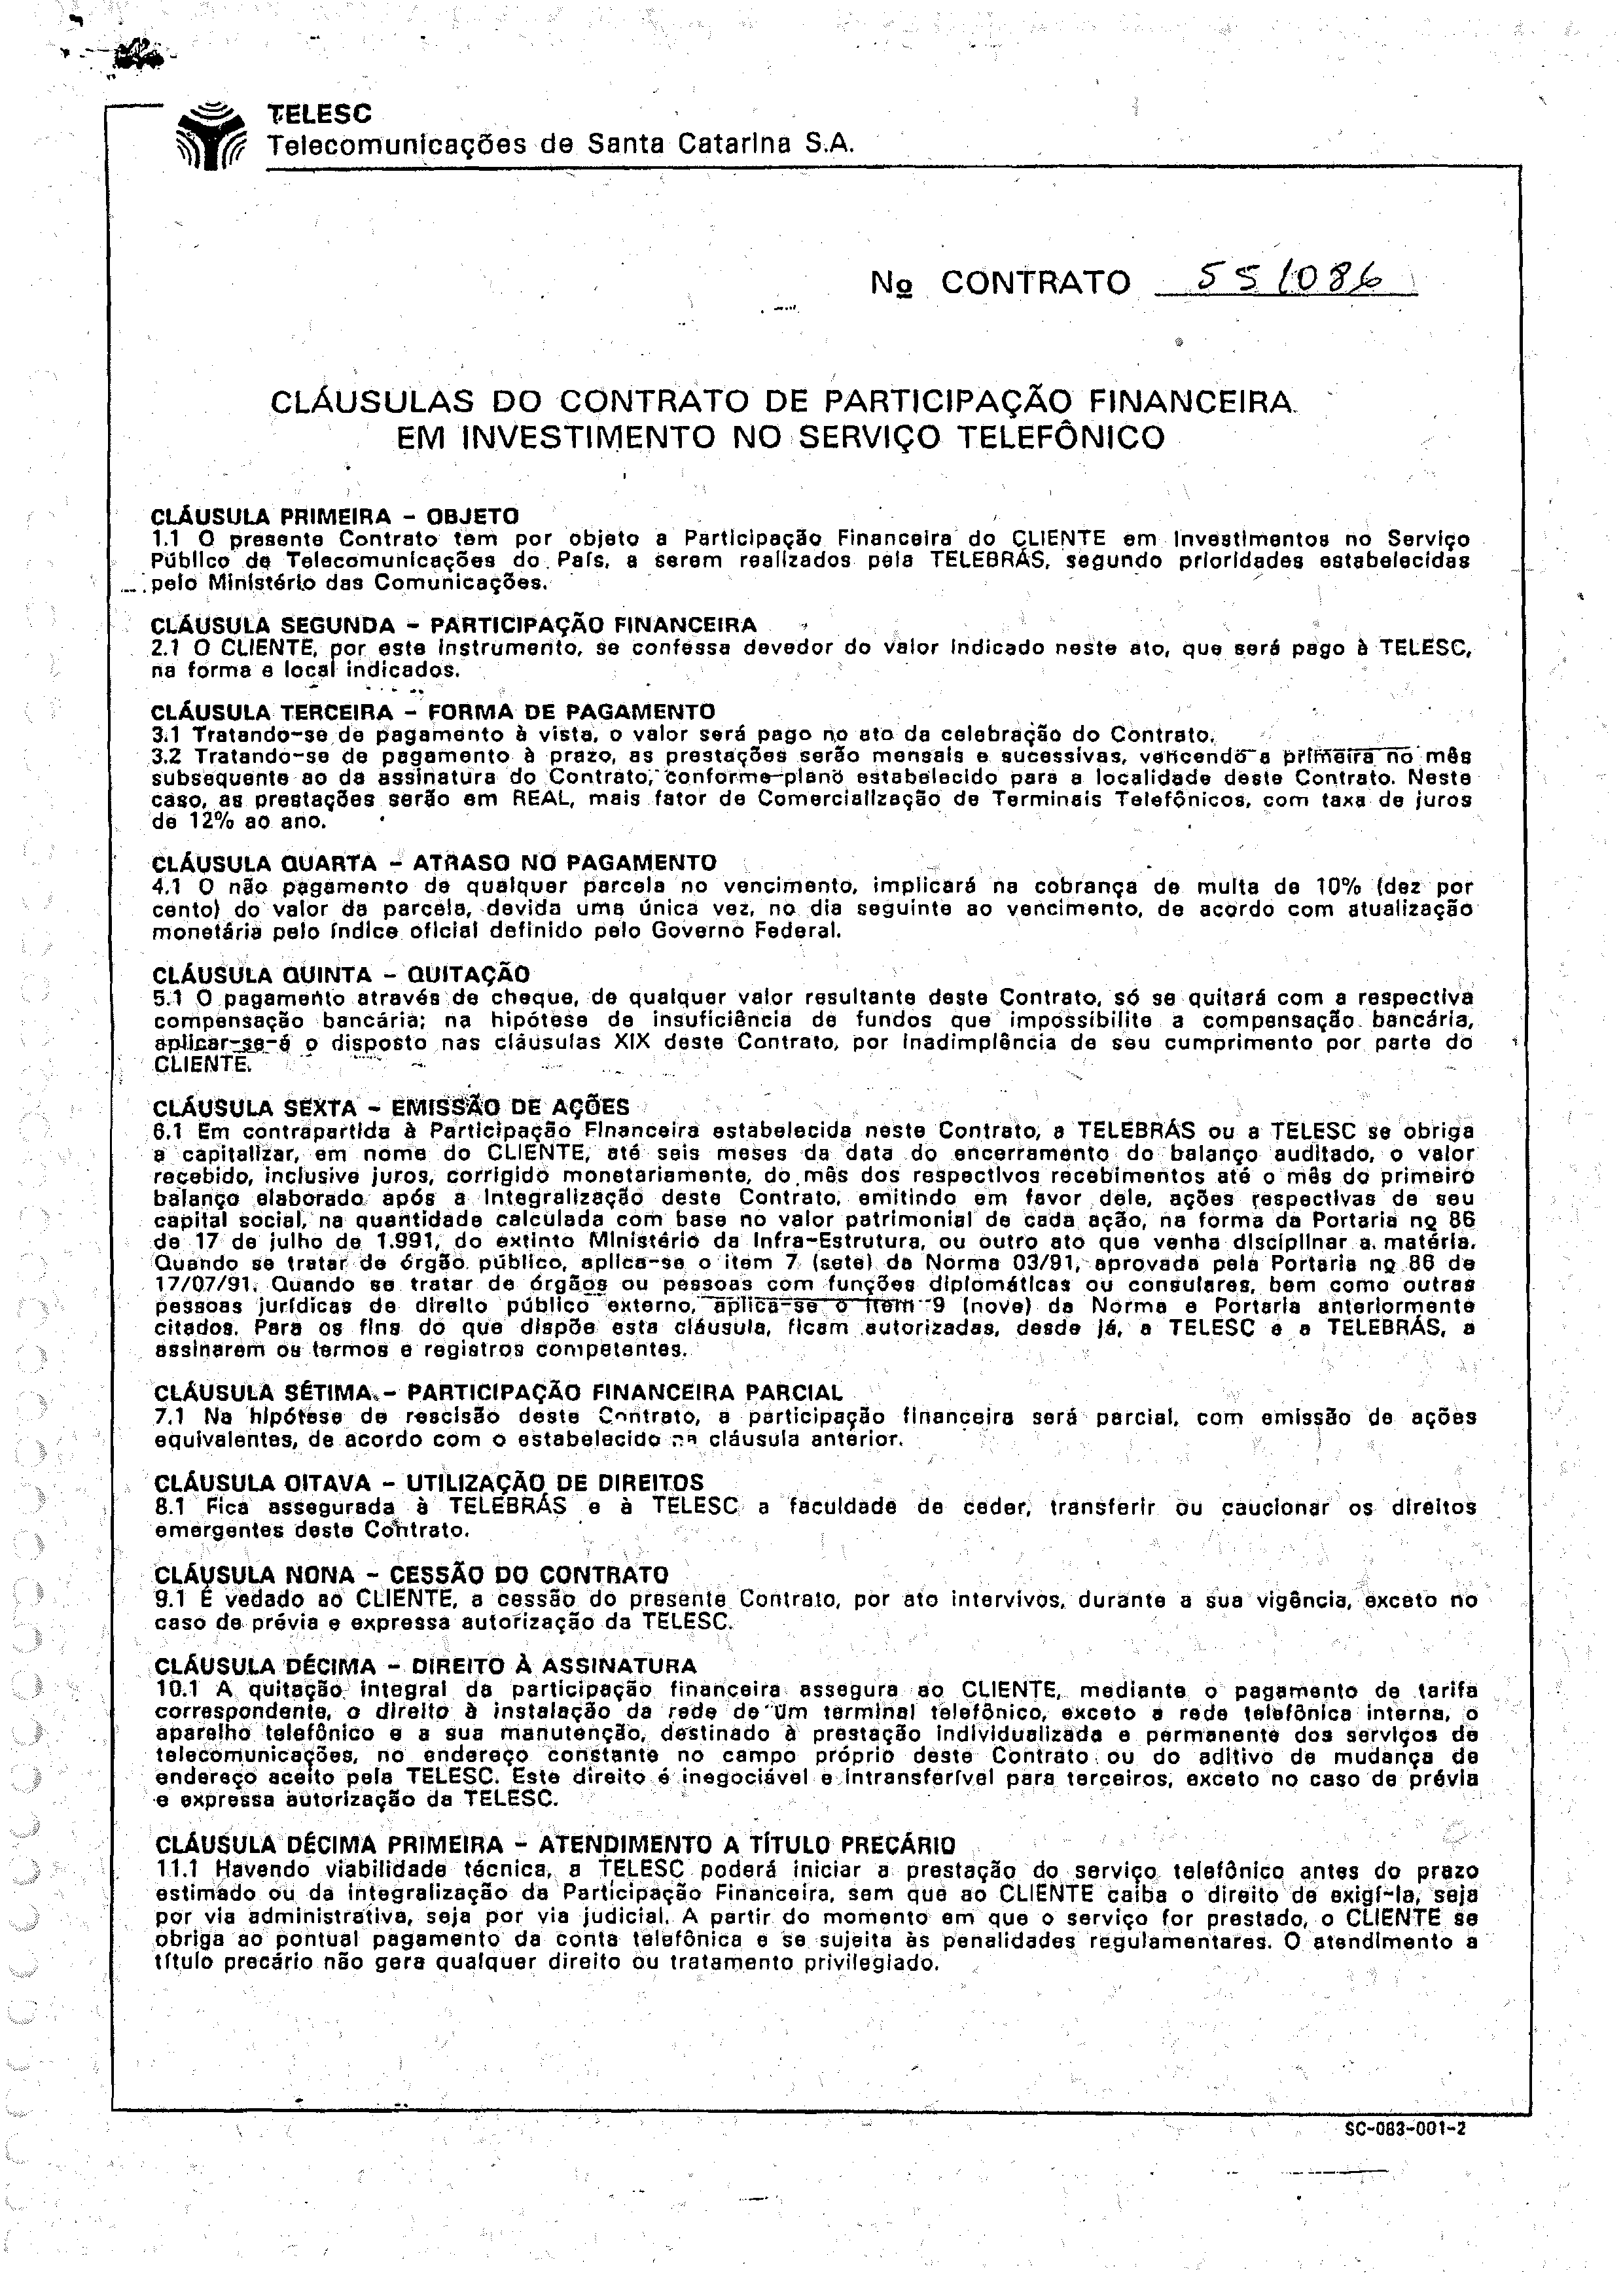 TELESC
Telecomunicações de Santa Catarina S.A.
Nº CONTRATO 551086
CLÁUSULAS DO CONTRATO DE PARTICIPAÇÃO FINANCEIRA
EM INVESTIMENTO NO SERVIÇO TELEFÔNICO
CLÁUSULA PRIMEIRA - OBJETO
1.1 O presente Contrato tem por objeto a Participação Financeira do CLIENTE em Investimentos no Serviço
Público de Telecomunicações do País, a serem realizados pela TELEBRÁS, segundo prioridades estabelecidas
pelo Ministério das Comunicações.
CLÁUSULA SEGUNDA - PARTICIPAÇÃO FINANCEIRA
2.1 O CLIENTE, por este instrumento, se confessa devedor do valor indicado neste ato, que será pago à TELESC,
na forma e local indicados.
CLÁUSULA TERCEIRA - FORMA DE PAGAMENTO
3.1 Tratando-se de pagamento à vista, o valor será pago no ato da celebração do Contrato.
3.2 Tratando-se de pagamento à prazo, as prestações serão mensais e sucessivas, vencendo a primeira no mês
subsequente ao da assinatura do Contrato, conforme plano estabelecido para a localidade deste Contrato. Neste
caso, as prestações serão em REAL, mais fator de Comercialização de Terminais Telefônicos, com taxa de juros
de 12% ao ano.
CLÁUSULA QUARTA - ATRASO NO PAGAMENTO
4.1 O não pagamento de qualquer parcela no vencimento, implicará na cobrança de multa de 10% (dez por
cento) do valor da parcela, devida uma única vez, no dia seguinte ao vencimento, de acordo com atualização
monetária pelo índice oficial definido pelo Governo Federal.
CLÁUSULA QUINTA - QUITAÇÃO
5.1 O pagamento através de cheque, de qualquer valor resultante deste Contrato, só se quitará com a respectiva
compensação bancária; na hipótese de insuficiência de fundos que impossibilite a compensação bancária,
aplicar-se-á o disposto nas cláusulas XIX deste Contrato, por inadimplência de seu cumprimento por parte do
CLIENTE.
CLÁUSULA SEXTA - EMISSÃO DE AÇÕES
6.1 Em contrapartida à Participação Financeira estabelecida neste Contrato, a TELEBRÁS ou a TELESC se obriga
a capitalizar, em nome do CLIENTE, até seis meses da data do encerramento do balanço auditado, o valor
recebido, inclusive juros, corrigido monetariamente, do mês dos respectivos recebimentos até o mês do primeiro
balanço elaborado após a integralização deste Contrato, emitindo em favor dele, ações respectivas de seu
capital social, na quantidade calculada com base no valor patrimonial de cada ação, na forma da Portaria nº 86
de 17 de julho de 1.991, do extinto Ministério da Infra-Estrutura, ou outro ato que venha disciplinar a matéria.
Quando se tratar de órgão público, aplica-se o item 7 (sete) da Norma 03/91, aprovada pela Portaria nº 86 de
17/07/91. Quando se tratar de órgãos ou pessoas com funções diplomáticas ou consulares, bem como outras
pessoas jurídicas de direito público externo, aplica-se o item 9 (nove) da Norma e Portaria anteriormente
citados. Para os fins do que dispõe esta cláusula, ficam autorizadas, desde já, a TELESC e a TELEBRÁS, a
assinarem os termos e registros competentes.
CLÁUSULA SÉTIMA - PARTICIPAÇÃO FINANCEIRA PARCIAL
7.1 Na hipótese de rescisão deste Contrato, a participação financeira será parcial, com emissão de ações
equivalentes, de acordo com o estabelecido na cláusula anterior.
CLÁUSULA OITAVA - UTILIZAÇÃO DE DIREITOS
8.1 Fica assegurada à TELEBRÁS e à TELESC a faculdade de ceder, transferir ou caucionar os direitos
emergentes deste Contrato.
CLÁUSULA NONA - CESSÃO DO CONTRATO
9.1 É vedado ao CLIENTE, a cessão do presente Contrato, por ato intervivos, durante a sua vigência, exceto no
caso de prévia e expressa autorização da TELESC.
CLÁUSULA DÉCIMA - DIREITO À ASSINATURA
10.1 A quitação integral da participação financeira assegura ao CLIENTE, mediante o pagamento de tarifa
correspondente, o direito à instalação da rede de um terminal telefônico, exceto a rede telefônica interna, o
aparelho telefônico e a sua manutenção, destinado à prestação individualizada e permanente dos serviços de
telecomunicações, no endereço constante no campo próprio deste Contrato ou do aditivo de mudança de
endereço aceito pela TELESC. Este direito é inegociável e intransferível para terceiros, exceto no caso de prévia
e expressa autorização da TELESC.
CLÁUSULA DÉCIMA PRIMEIRA - ATENDIMENTO A TÍTULO PRECÁRIO
11.1 Havendo viabilidade técnica, a TELESC poderá iniciar a prestação do serviço telefônico antes do prazo
estimado ou da integralização da Participação Financeira, sem que ao CLIENTE caiba o direito de exigí-la, seja
por via administrativa, seja por via judicial. A partir do momento em que o serviço for prestado, o CLIENTE se
obriga ao pontual pagamento da conta telefônica e se sujeita às penalidades regulamentares. O atendimento a
título precário não gera qualquer direito ou tratamento privilegiado.
SC-083-001-2